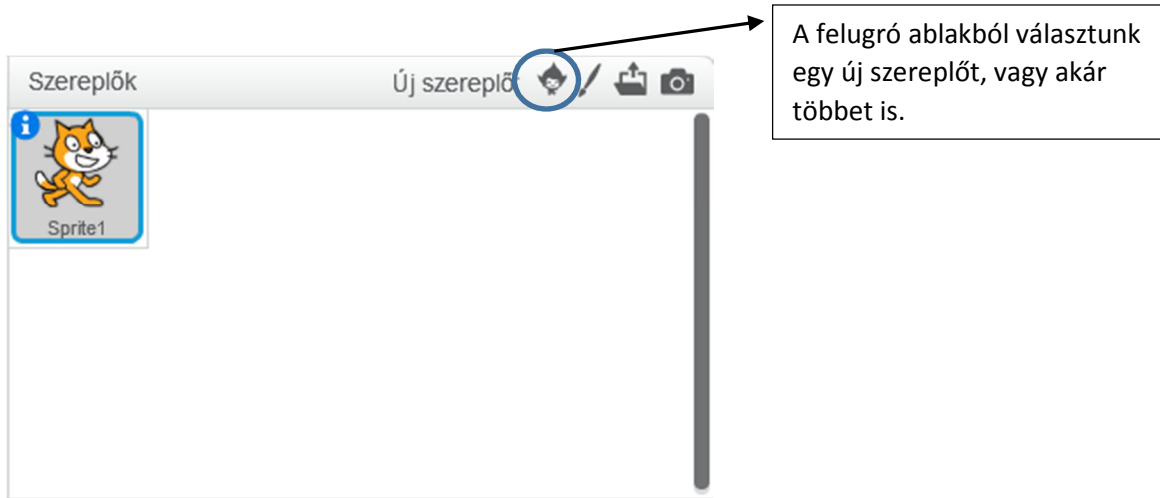 A felugró ablakból választunk
egy új szereplőt, vagy akár
többet is.
Szereplők
Új szereplő:
Sprite1